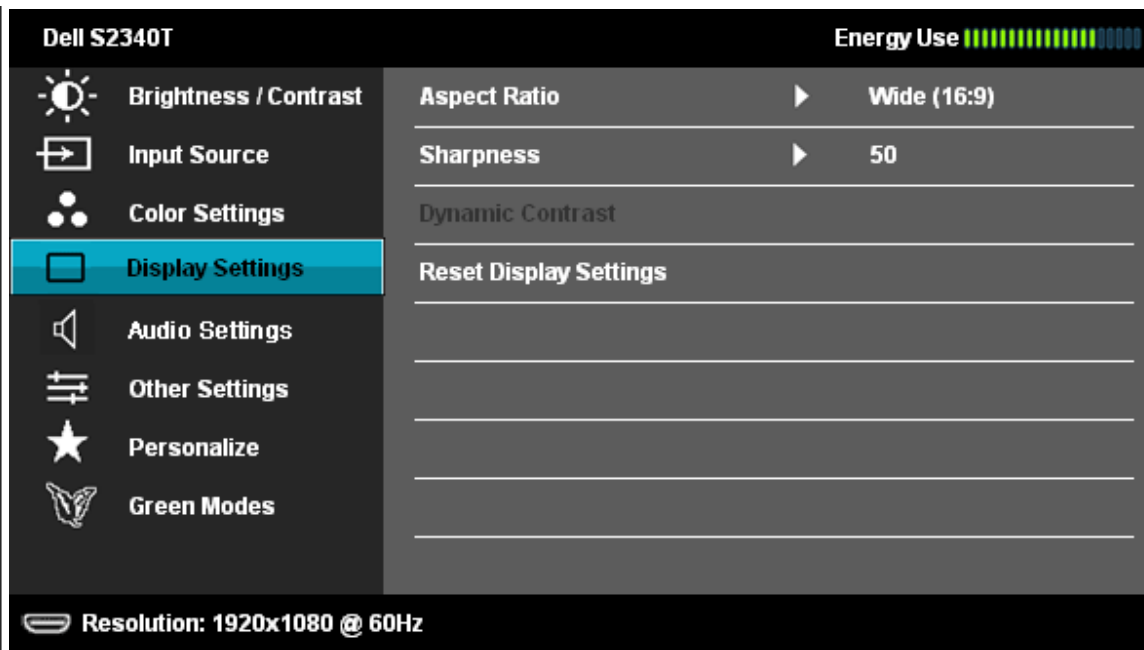 Dell S2340T
Energy Use
Brightness / Contrast
Aspect Ratio
Wide (16:9)
Input Source
Sharpness
50
Color Settings
Dynamic Contrast
Display Settings
Reset Display Settings
Audio Settings
Other Settings
Personalize
Green Modes
Resolution: 1920x1080 @ 60Hz